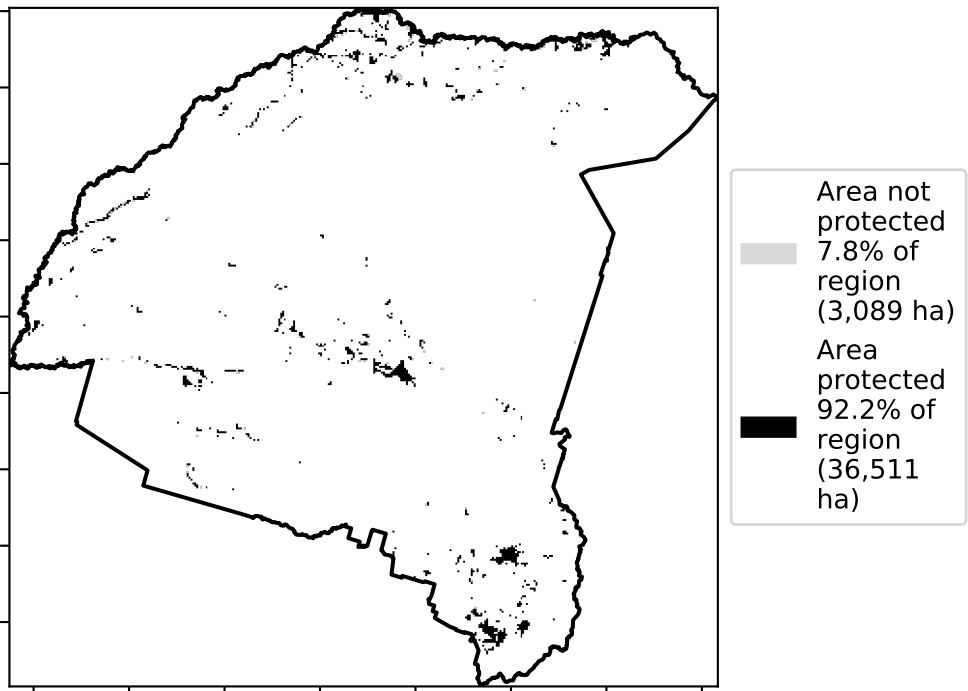 Area not
protected
7.8% of
region
(3,089 ha)
Area
protected
92.2% of
region
(36,511
ha)